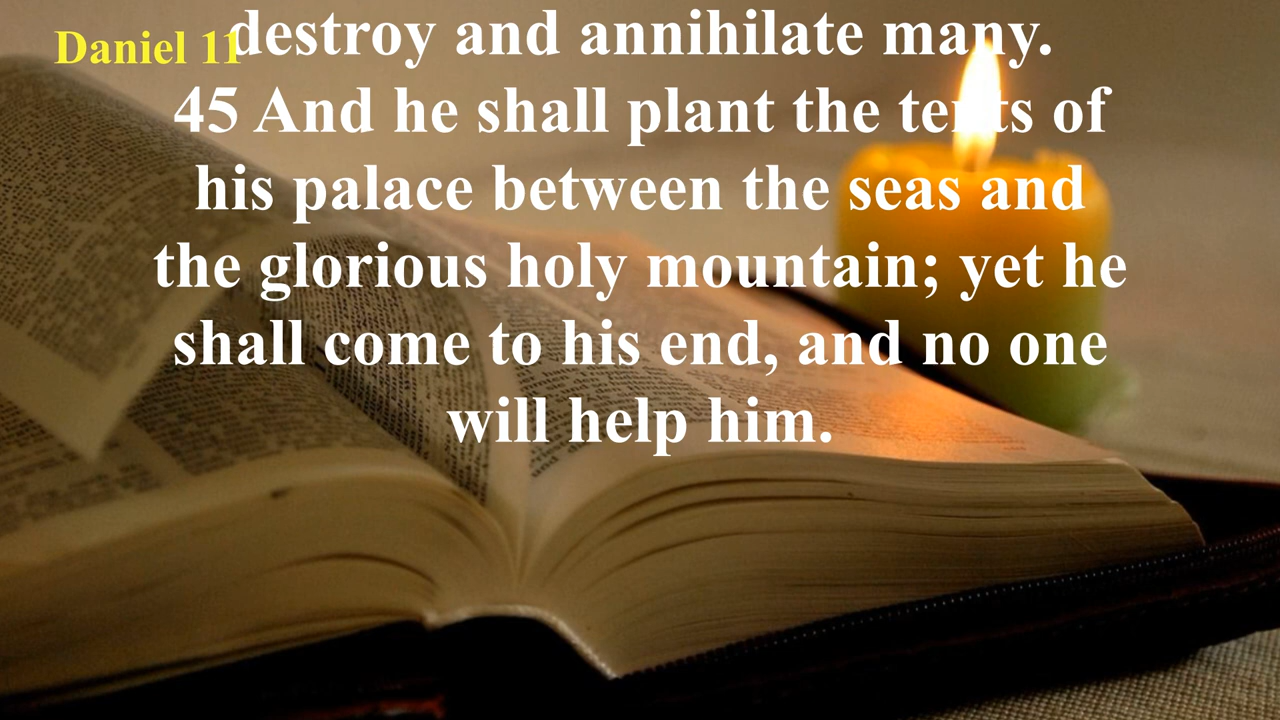 Daniel 11
destroy and annihilate many.
45 And he shall plant the tents of
his palace between the seas and
the glorious holy mountain; yet he
shall come to his end, and no one
will help him.